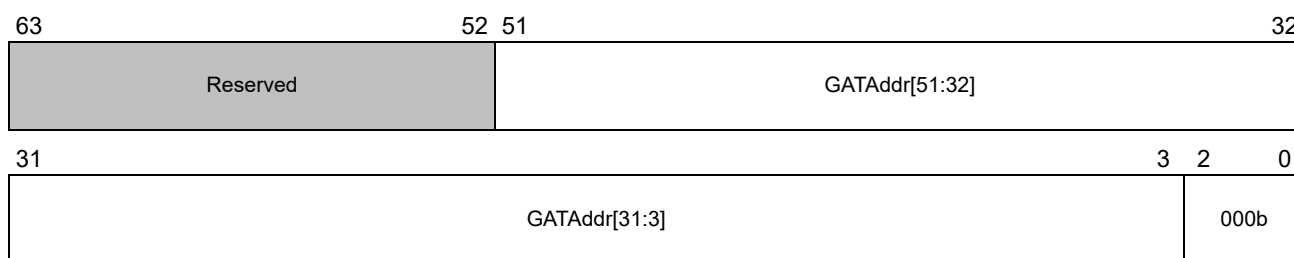 63 52 51 32
Reserved GATAddr[51:32]
31 3 2 0
GATAddr[31:3] 000b